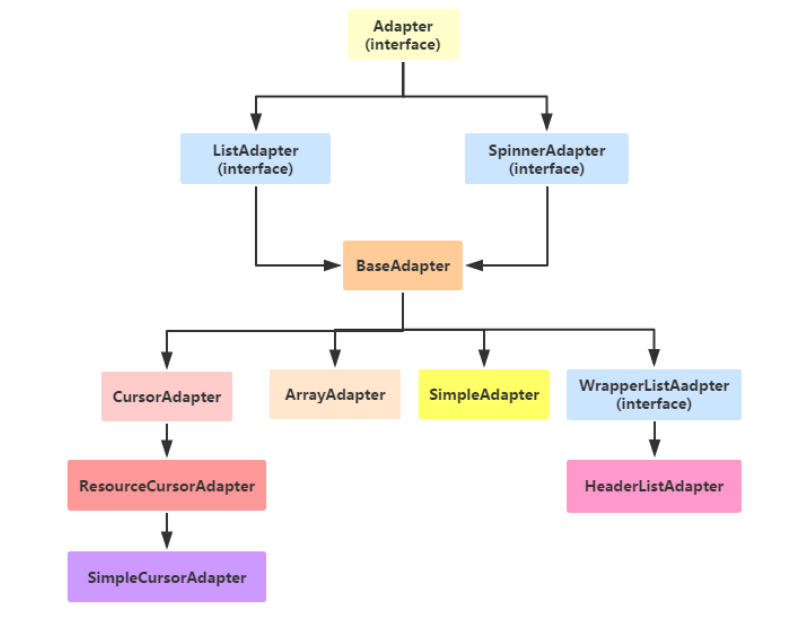 Adapter
(interface)
ListAdapter
(interface)
SpinnerAdapter
(interface)
BaseAdapter
CursorAdapter
ArrayAdapter
SimpleAdapter
WrapperListAadpter
(interface)
ResourceCursorAdapter
HeaderListAdapter
SimpleCursorAdapter